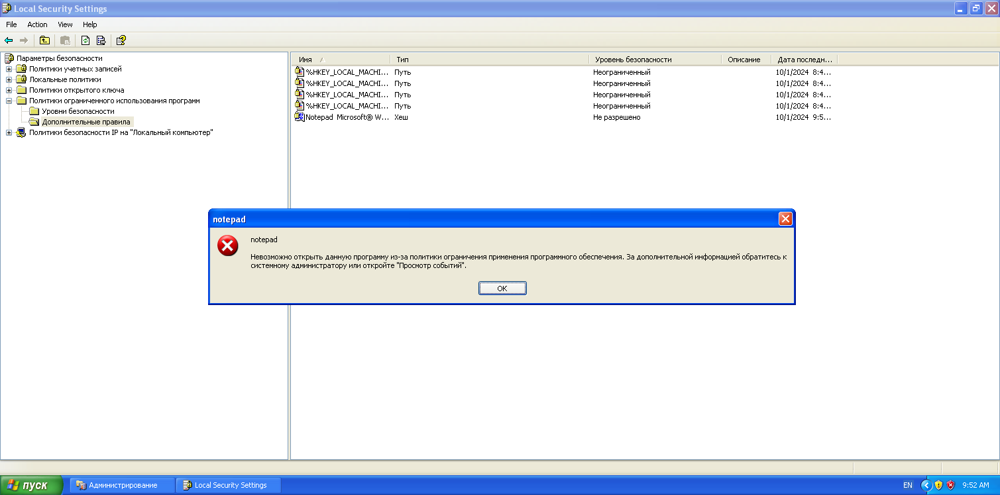 Local Security Settings
File Action View Help
Параметры безопасности
Политики учетных записей
Локальные политики
Политики открытого ключа
Политики ограниченного использования программ
Уровни безопасности
Дополнительные правила
Политики безопасности IP на "Локальный компьютер"
Имя Тип Уровень безопасности Описание Дата последн...
%HKEY_LOCAL_MACHI... Путь Неограниченный 10/1/2024 8:4...
%HKEY_LOCAL_MACHI... Путь Неограниченный 10/1/2024 8:4...
%HKEY_LOCAL_MACHI... Путь Неограниченный 10/1/2024 8:4...
%HKEY_LOCAL_MACHI... Путь Неограниченный 10/1/2024 8:4...
Notepad Microsoft® W... Хеш Не разрешено 10/1/2024 9:5...
notepad
notepad
Невозможно открыть данную программу из-за политики ограничения применения программного обеспечения. За дополнительной информацией обратитесь к
системному администратору или откройте "Просмотр событий".
OK
пуск Администрирование Local Security Settings EN 9:52 AM